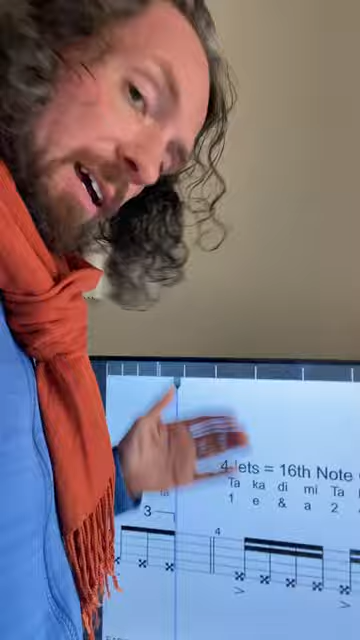 4 lets = 16th Note
Ta ka di mi Ta
1 e & a 2
3
4